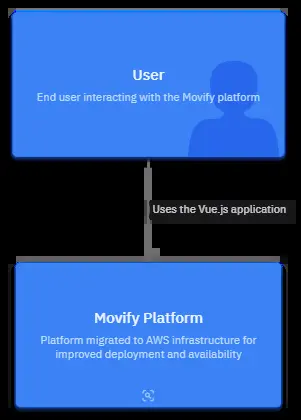 User
End user interacting with the Movify platform
Uses the Vue.js application
Movify Platform
Platform migrated to AWS infrastructure for
improved deployment and availability